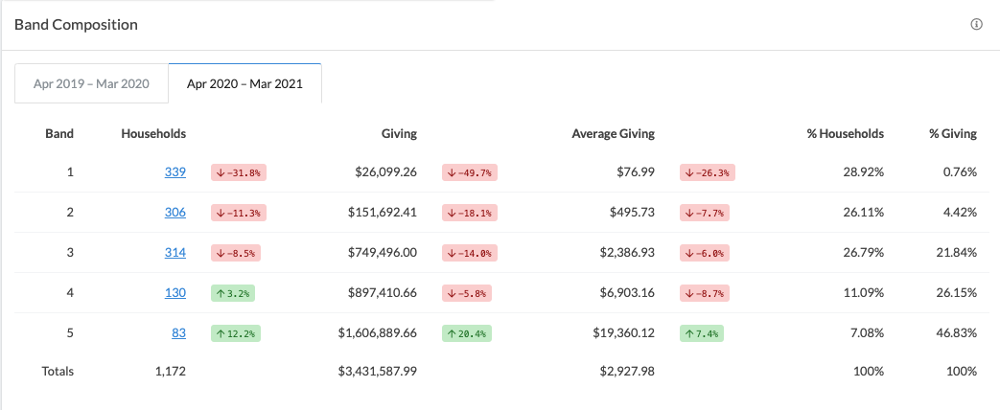 Band Composition
Apr 2019 – Mar 2020 Apr 2020 – Mar 2021
Band Households Giving Average Giving % Households % Giving
1 339 ↓ -31.8% $26,099.26 ↓ -49.7% $76.99 ↓ -26.3% 28.92% 0.76%
2 306 ↓ -11.3% $151,692.41 ↓ -18.1% $495.73 ↓ -7.7% 26.11% 4.42%
3 314 ↓ -8.5% $749,496.00 ↓ -14.0% $2,386.93 ↓ -6.0% 26.79% 21.84%
4 130 ↑ 3.2% $897,410.66 ↓ -5.8% $6,903.16 ↓ -8.7% 11.09% 26.15%
5 83 ↑ 12.2% $1,606,889.66 ↑ 20.4% $19,360.12 ↑ 7.4% 7.08% 46.83%
Totals 1,172 $3,431,587.99 $2,927.98 100% 100%